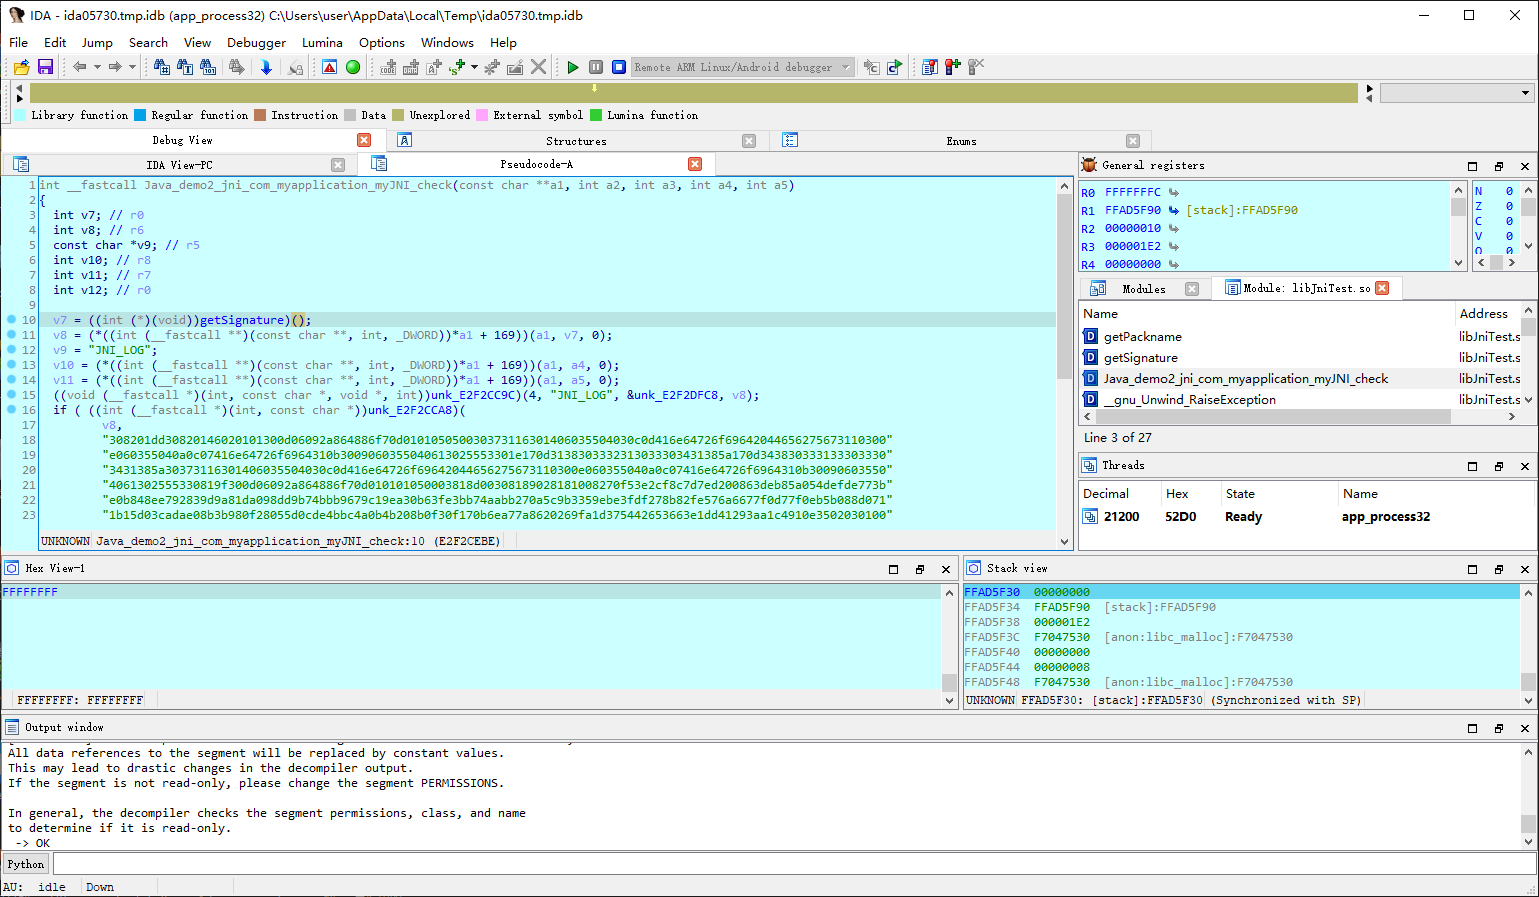 IDA - ida05730.tmp.idb (app_process32) C:\Users\user\AppData\Local\Temp\ida05730.tmp.idb
File Edit Jump Search View Debugger Lumina Options Windows Help
Remote ARM Linux/Android debugger
Library function Regular function Instruction Data Unexplored External symbol Lumina function
Debug View Structures Enums
IDA View-PC Pseudocode-A
1 int __fastcall Java_demo2_jni_com_myapplication_myJNI_check(const char **a1, int a2, int a3, int a4, int a5)
2 {
3 int v7; // r0
4 int v8; // r6
5 const char *v9; // r5
6 int v10; // r8
7 int v11; // r7
8 int v12; // r0
9
10 v7 = ((int (*)(void))getSignature)();
11 v8 = (*((int (__fastcall **)(const char **, int, _DWORD))*a1 + 169))(a1, v7, 0);
12 v9 = "JNI_LOG";
13 v10 = (*((int (__fastcall **)(const char **, int, _DWORD))*a1 + 169))(a1, a4, 0);
14 v11 = (*((int (__fastcall **)(const char **, int, _DWORD))*a1 + 169))(a1, a5, 0);
15 ((void (__fastcall *)(int, const char *, void *, int))unk_E2F2CC9C)(4, "JNI_LOG", &unk_E2F2DFC8, v8);
16 if ( ((int (__fastcall *)(int, const char *))unk_E2F2CCA8)(
17 v8,
18 "308201dd30820146020101300d06092a864886f70d010105050030373116301406035504030c0d416e64726f69642044656275673110300"
19 "e060355040a0c07416e64726f6964310b3009060355040613025553301e170d3138303332313033303431385a170d343830333133303330"
20 "3431385a30373116301406035504030c0d416e64726f69642044656275673110300e060355040a0c07416e64726f6964310b30090603550"
21 "4061302555330819f300d06092a864886f70d010101050003818d0030818902818100​8270f53e2cf8c7d7ed200863deb85a054defde773b"
22 "e0b848ee792839d9a81da098dd9b74bbb9679c19ea30b63fe3bb74aabb270a5c9b3359ebe3fdf278b82fe576a6677f0d77f0eb5b088d071"
23 "1b15d03cadae08b3b980f28055d0cde4bbc4a0b4b208b0f30f170b6ea77a8620269fa1d375442653663e1dd41293aa1c4910e3502030100"
UNKNOWN Java_demo2_jni_com_myapplication_myJNI_check:10 (E2F2CEBE)
General registers
R0 FFFFFFFC
R1 FFAD5F90 [stack]:FFAD5F90
R2 00000010
R3 000001E2
R4 00000000
N 0
Z 0
C 0
V 0
Q 0
Modules Module: libJniTest.so
Name Address
getPackname libJniTest.s
getSignature libJniTest.s
Java_demo2_jni_com_myapplication_myJNI_check libJniTest.s
__gnu_Unwind_RaiseException libJniTest.s
Line 3 of 27
Threads
Decimal Hex State Name
21200 52D0 Ready app_process32
Hex View-1
FFFFFFFF
FFFFFFFF: FFFFFFFF
Stack view
FFAD5F30 00000000
FFAD5F34 FFAD5F90 [stack]:FFAD5F90
FFAD5F38 000001E2
FFAD5F3C F7047530 [anon:libc_malloc]:F7047530
FFAD5F40 00000000
FFAD5F44 00000008
FFAD5F48 F7047530 [anon:libc_malloc]:F7047530
UNKNOWN FFAD5F30: [stack]:FFAD5F30 (Synchronized with SP)
Output window
All data references to the segment will be replaced by constant values.
This may lead to drastic changes in the decompiler output.
If the segment is not read-only, please change the segment PERMISSIONS.
In general, the decompiler checks the segment permissions, class, and name
to determine if it is read-only.
-> OK
Python
AU: idle Down